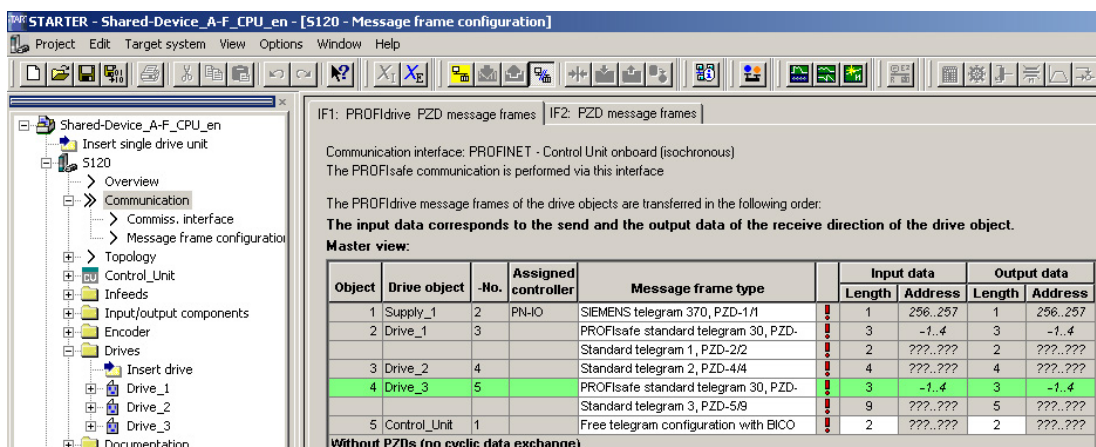 STARTER - Shared-Device_A-F_CPU_en - [S120 - Message frame configuration]
Project Edit Target system View Options Window Help
Shared-Device_A-F_CPU_en
Insert single drive unit
S120
Overview
Communication
Commiss. interface
Message frame configuratio
Topology
Control_Unit
Infeeds
Input/output components
Encoder
Drives
Insert drive
Drive_1
Drive_2
Drive_3
Documentation
IF1: PROFIdrive PZD message frames IF2: PZD message frames
Communication interface: PROFINET - Control Unit onboard (isochronous)
The PROFIsafe communication is performed via this interface
The PROFIdrive message frames of the drive objects are transferred in the following order:
The input data corresponds to the send and the output data of the receive direction of the drive object.
Master view:
Object Drive object -No. Assigned controller Message frame type Input data Output data
Length Address Length Address
1 Supply_1 2 PN-IO SIEMENS telegram 370, PZD-1/1 ! 1 256..257 1 256..257
2 Drive_1 3 PROFIsafe standard telegram 30, PZD- ! 3 -1..4 3 -1..4
Standard telegram 1, PZD-2/2 ! 2 ???..??? 2 ???..???
3 Drive_2 4 Standard telegram 2, PZD-4/4 ! 4 ???..??? 4 ???..???
4 Drive_3 5 PROFIsafe standard telegram 30, PZD- ! 3 -1..4 3 -1..4
Standard telegram 3, PZD-5/9 ! 9 ???..??? 5 ???..???
5 Control_Unit 1 Free telegram configuration with BICO ! 2 ???..??? 2 ???..???
Without PZDs (no cyclic data exchange)